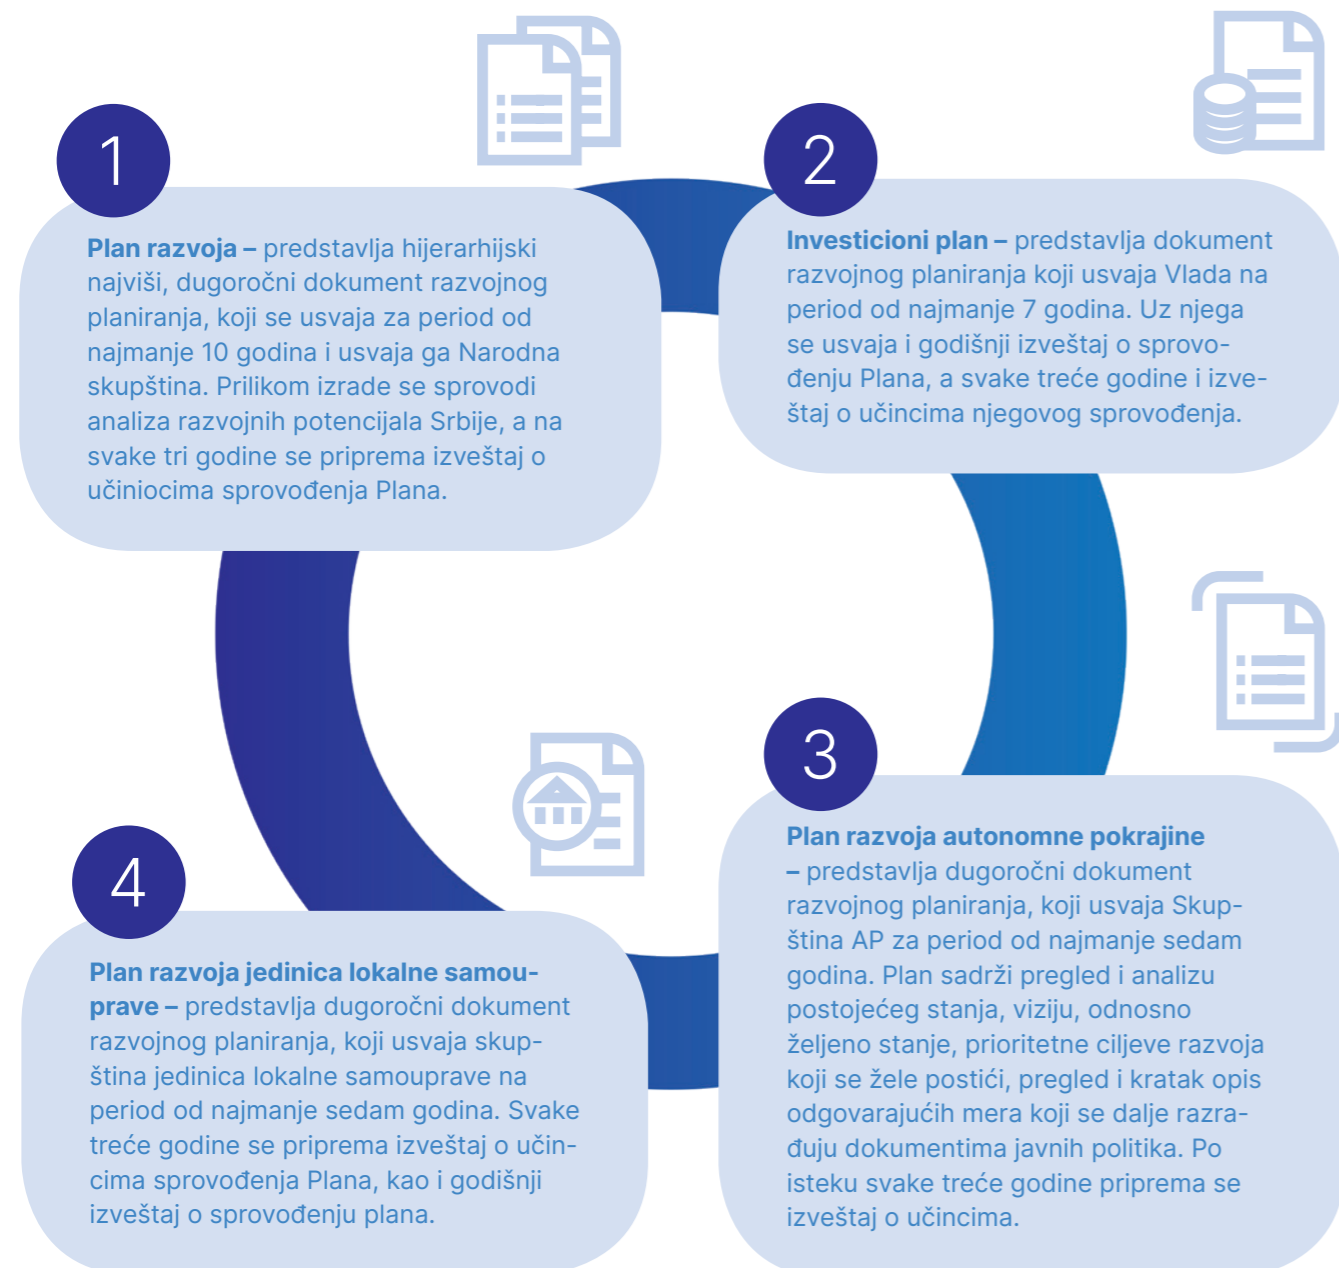 1
Plan razvoja – predstavlja hijerarhijski
najviši, dugoročni dokument razvojnog
planiranja, koji se usvaja za period od
najmanje 10 godina i usvaja ga Narodna
skupština. Prilikom izrade se sprovodi
analiza razvojnih potencijala Srbije, a na
svake tri godine se priprema izveštaj o
učiniocima sprovođenja Plana.
2
Investicioni plan – predstavlja dokument
razvojnog planiranja koji usvaja Vlada na
period od najmanje 7 godina. Uz njega
se usvaja i godišnji izveštaj o sprovo-
đenju Plana, a svake treće godine i izve-
štaj o učincima njegovog sprovođenja.
3
Plan razvoja autonomne pokrajine
– predstavlja dugoročni dokument
razvojnog planiranja, koji usvaja Skup-
ština AP za period od najmanje sedam
godina. Plan sadrži pregled i analizu
postojećeg stanja, viziju, odnosno
željeno stanje, prioritetne ciljeve razvoja
koji se žele postići, pregled i kratak opis
odgovarajućih mera koji se dalje razra-
đuju dokumentima javnih politika. Po
isteku svake treće godine priprema se
izveštaj o učincima.
4
Plan razvoja jedinica lokalne samou-
prave – predstavlja dugoročni dokument
razvojnog planiranja, koji usvaja skup-
ština jedinica lokalne samouprave na
period od najmanje sedam godina. Svake
treće godine se priprema izveštaj o učin-
cima sprovođenja Plana, kao i godišnji
izveštaj o sprovođenju plana.